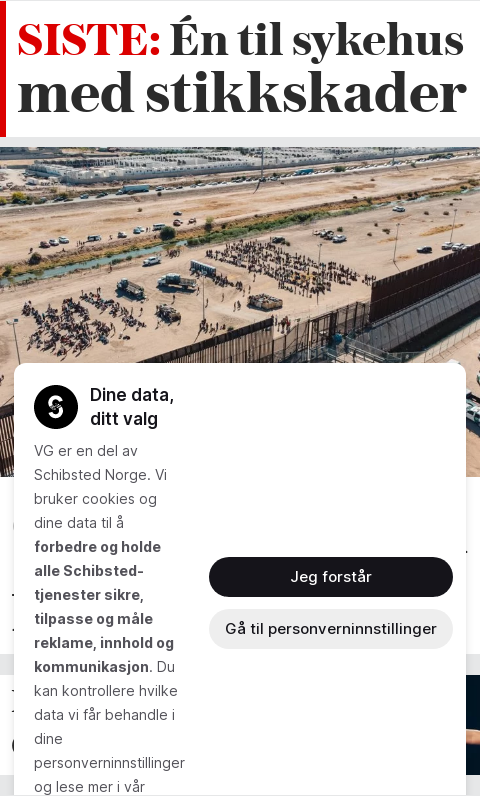 SISTE: Én til sykehus
med stikkskader
Dine data,
ditt valg
VG er en del av
Schibsted Norge. Vi
bruker cookies og
dine data til å
forbedre og holde
alle Schibsted-
tjenester sikre,
tilpasse og måle
reklame, innhold og
kommunikasjon. Du
kan kontrollere hvilke
data vi får behandle i
dine
personverninnstillinger
og lese mer i vår
Jeg forstår
Gå til personverninnstillinger